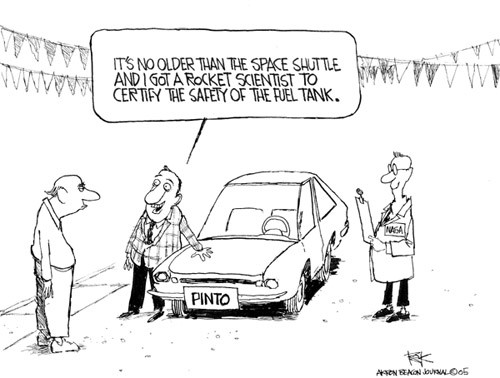 IT'S NO OLDER THAN THE SPACE SHUTTLE
AND I GOT A ROCKET SCIENTIST TO
CERTIFY THE SAFETY OF THE FUEL TANK.
NASA
PINTO
AKRON BEACON JOURNAL ©05